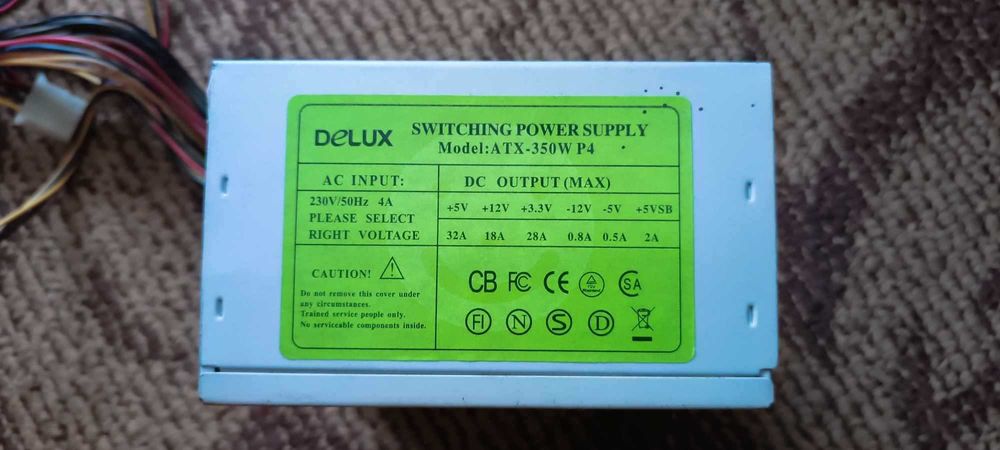 DeLUX
SWITCHING POWER SUPPLY
Model:ATX-350W P4
AC INPUT:
230V/50Hz 4A
PLEASE SELECT
RIGHT VOLTAGE
DC OUTPUT (MAX)
+5V +12V +3.3V -12V -5V +5VSB
32A 18A 28A 0.8A 0.5A 2A
CAUTION!
Do not remove this cover under
any circumstances.
Trained service people only.
No serviceable components inside.
CB FC CE SA
FI N S D